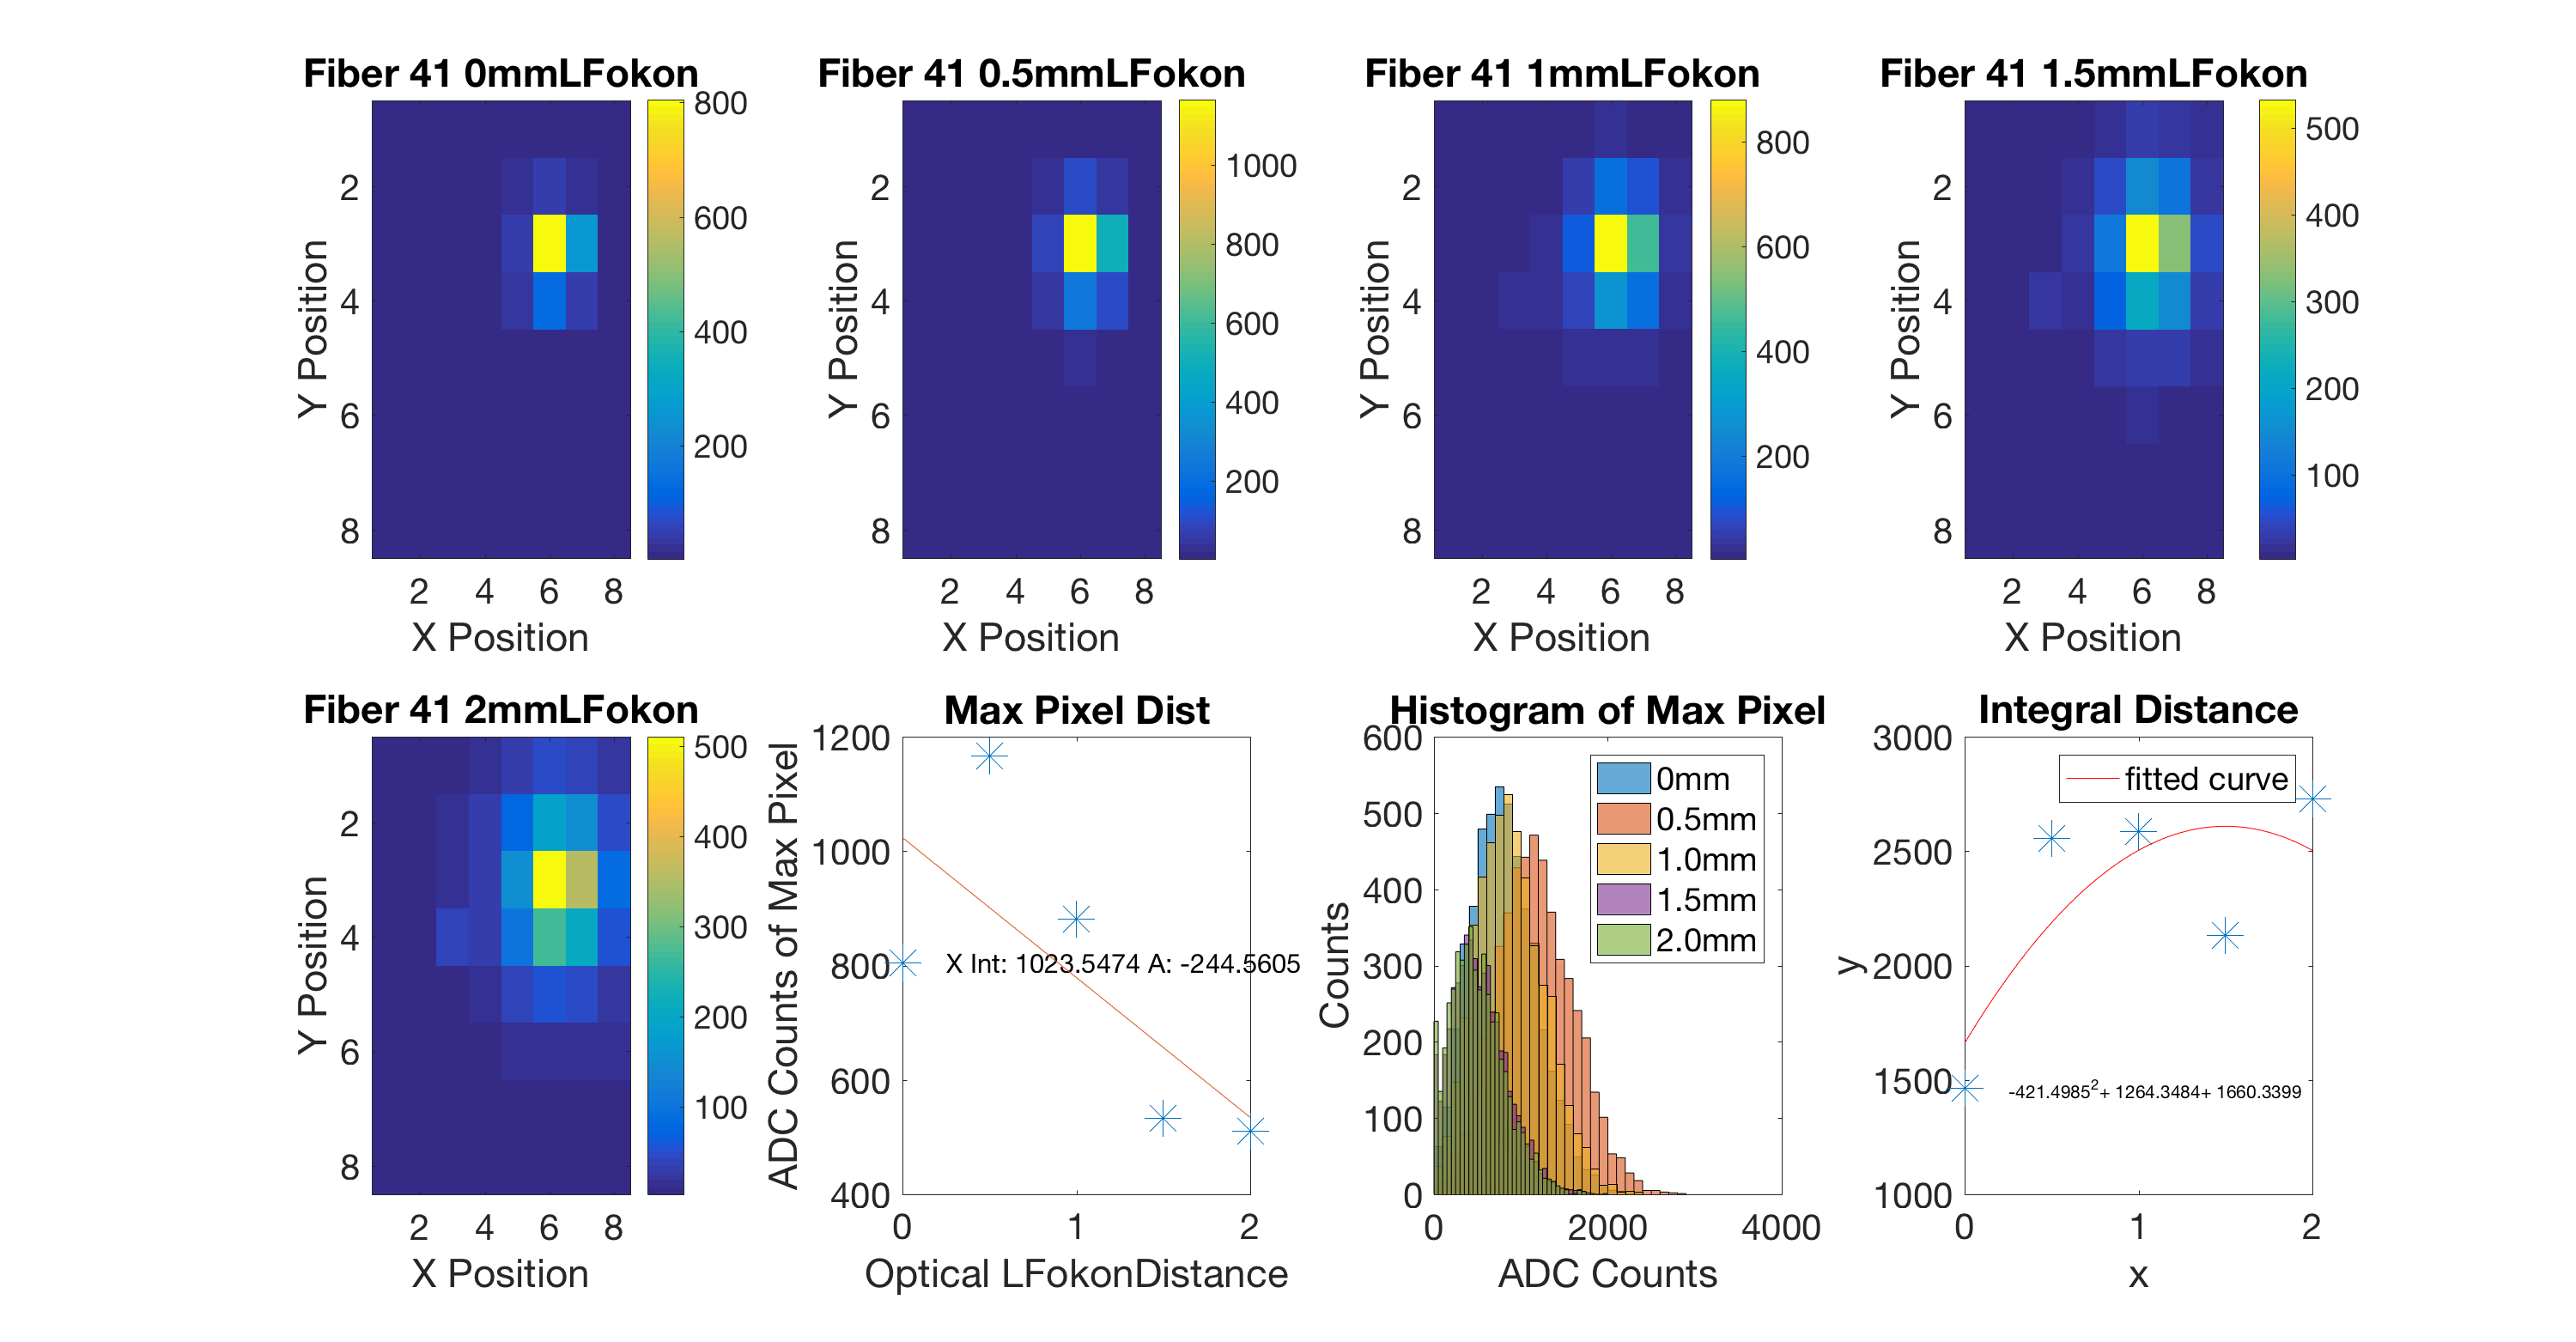 Fiber 41 0mmLFokon
Y Position
2
4
6
8
2 4 6 8
X Position
800
600
400
200
Fiber 41 0.5mmLFokon
Y Position
2
4
6
8
2 4 6 8
X Position
1000
800
600
400
200
Fiber 41 1mmLFokon
Y Position
2
4
6
8
2 4 6 8
X Position
800
600
400
200
Fiber 41 1.5mmLFokon
Y Position
2
4
6
8
2 4 6 8
X Position
500
400
300
200
100
Fiber 41 2mmLFokon
Y Position
2
4
6
8
2 4 6 8
X Position
500
400
300
200
100
Max Pixel Dist
ADC Counts of Max Pixel
1200
1000
800
600
400
X Int: 1023.5474 A: -244.5605
0 1 2
Optical LFokonDistance
Histogram of Max Pixel
Counts
600
500
400
300
200
100
0
0mm
0.5mm
1.0mm
1.5mm
2.0mm
0 2000 4000
ADC Counts
Integral Distance
y
3000
2500
2000
1500
1000
fitted curve
-421.4985²+ 1264.3484+ 1660.3399
0 1 2
x